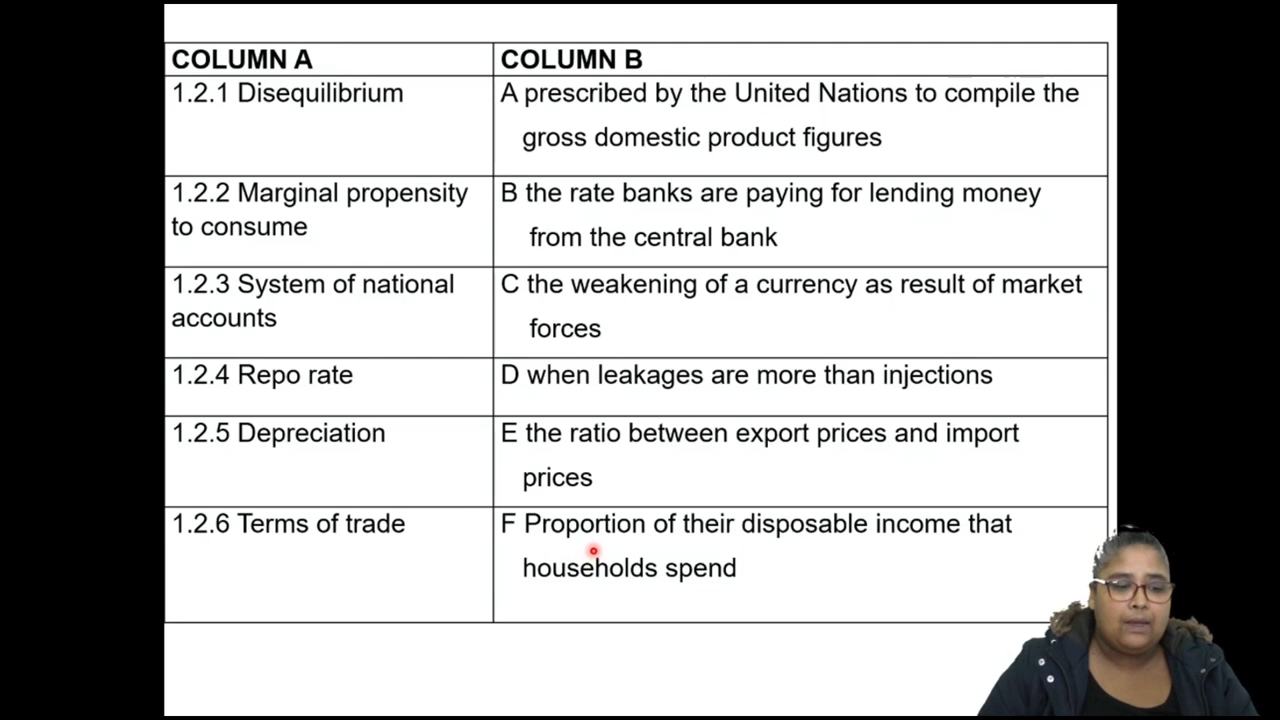 COLUMN A
COLUMN B
1.2.1 Disequilibrium
A prescribed by the United Nations to compile the
gross domestic product figures
1.2.2 Marginal propensity
to consume
B the rate banks are paying for lending money
from the central bank
1.2.3 System of national
accounts
C the weakening of a currency as result of market
forces
1.2.4 Repo rate
D when leakages are more than injections
1.2.5 Depreciation
E the ratio between export prices and import
prices
1.2.6 Terms of trade
F Proportion of their disposable income that
households spend